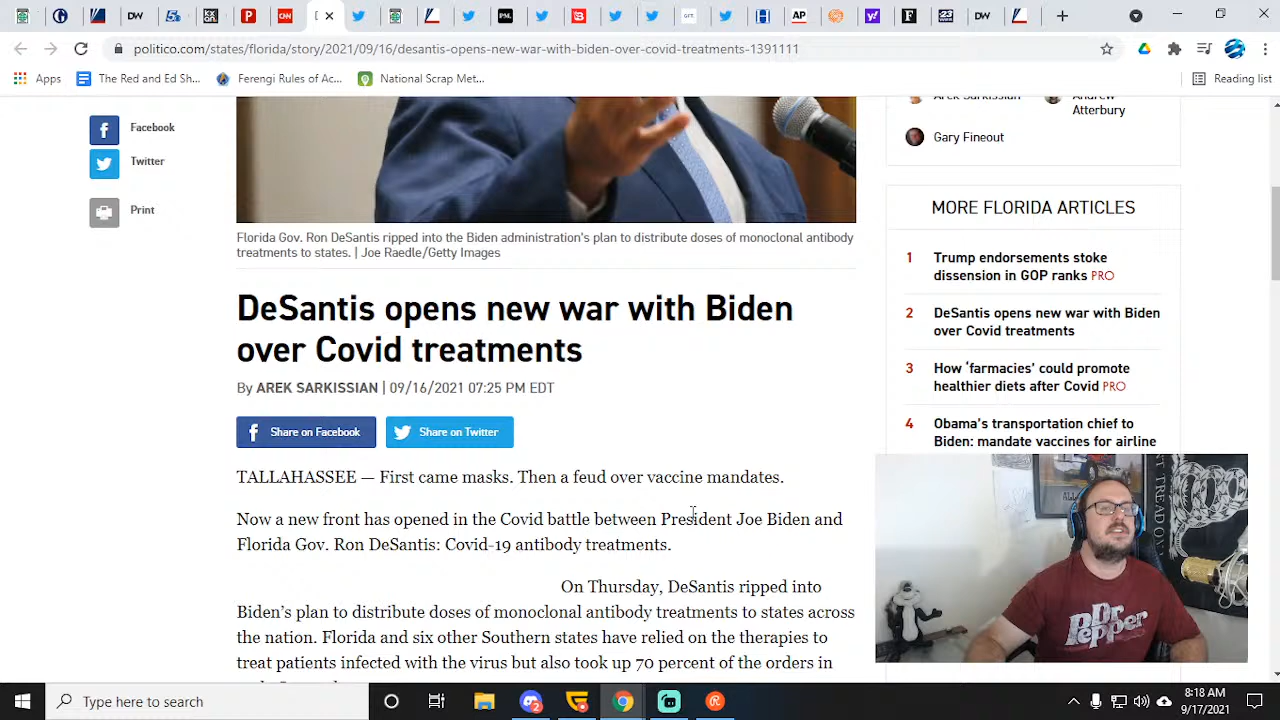 politico.com/states/florida/story/2021/09/16/desantis-opens-new-war-with-biden-over-covid-treatments-1391111
Apps
The Red and Ed Sh...
Ferengi Rules of Ac...
National Scrap Met...
Reading list
Facebook
Twitter
Print
Florida Gov. Ron DeSantis ripped into the Biden administration's plan to distribute doses of monoclonal antibody
treatments to states. | Joe Raedle/Getty Images
DeSantis opens new war with Biden
over Covid treatments
By AREK SARKISSIAN | 09/16/2021 07:25 PM EDT
Share on Facebook
Share on Twitter
TALLAHASSEE — First came masks. Then a feud over vaccine mandates.
Now a new front has opened in the Covid battle between President Joe Biden and
Florida Gov. Ron DeSantis: Covid-19 antibody treatments.
On Thursday, DeSantis ripped into
Biden's plan to distribute doses of monoclonal antibody treatments to states across
the nation. Florida and six other Southern states have relied on the therapies to
treat patients infected with the virus but also took up 70 percent of the orders in
Arek Sarkissian
Andrew
Atterbury
Gary Fineout
MORE FLORIDA ARTICLES
1 Trump endorsements stoke
dissension in GOP ranks PRO
2 DeSantis opens new war with Biden
over Covid treatments
3 How 'farmacies' could promote
healthier diets after Covid PRO
4 Obama's transportation chief to
Biden: mandate vaccines for airline
Dr
Pepper
Type here to search
8:18 AM
9/17/2021